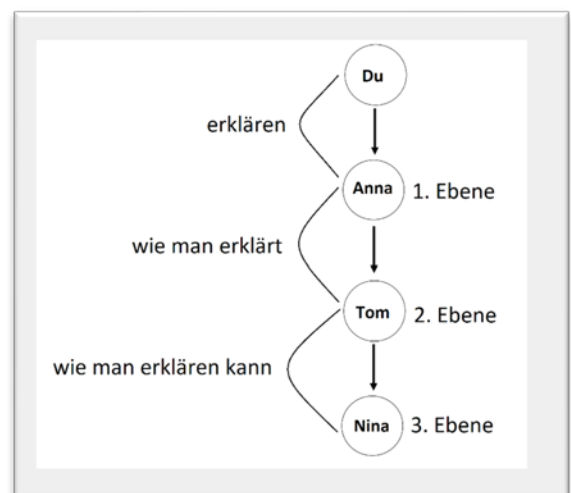 Du
erklären
Anna 1. Ebene
wie man erklärt
Tom 2. Ebene
wie man erklären kann
Nina 3. Ebene